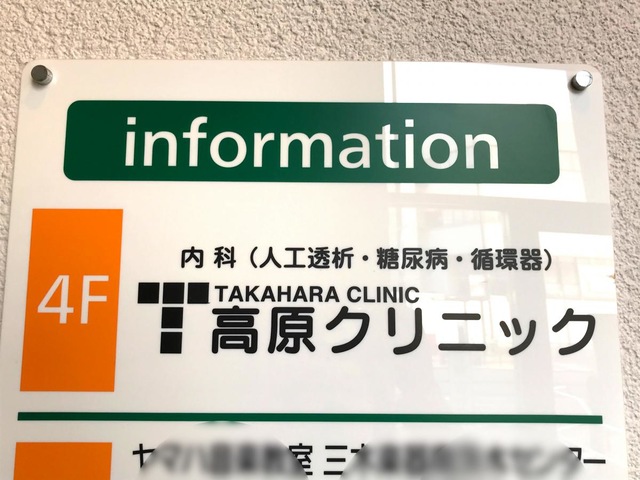 information
4F
内科（人工透析・糖尿病・循環器）
TAKAHARA CLINIC
高原クリニック